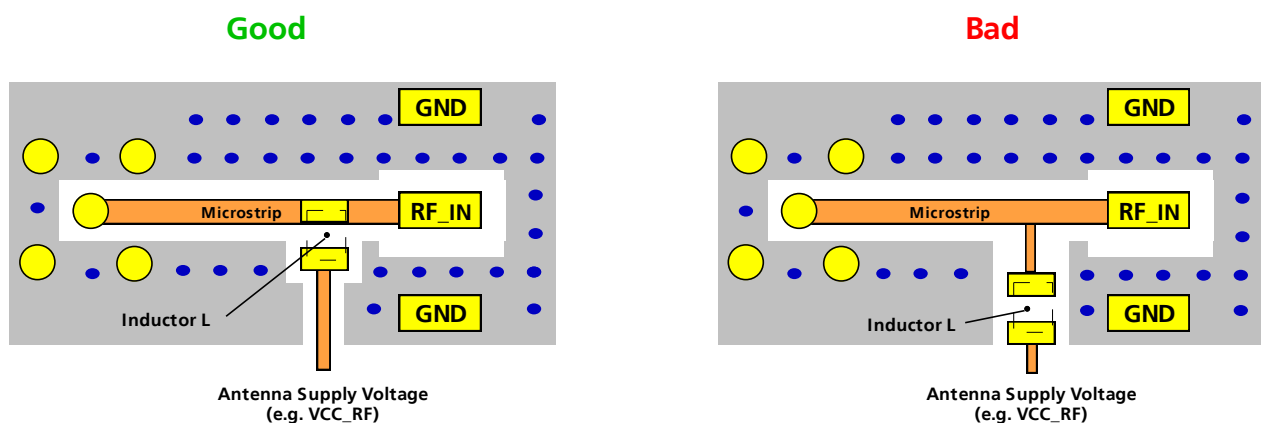 Good
GND
Microstrip
RF_IN
Inductor L
GND
Antenna Supply Voltage
(e.g. VCC_RF)
Bad
GND
Microstrip
RF_IN
Inductor L
GND
Antenna Supply Voltage
(e.g. VCC_RF)